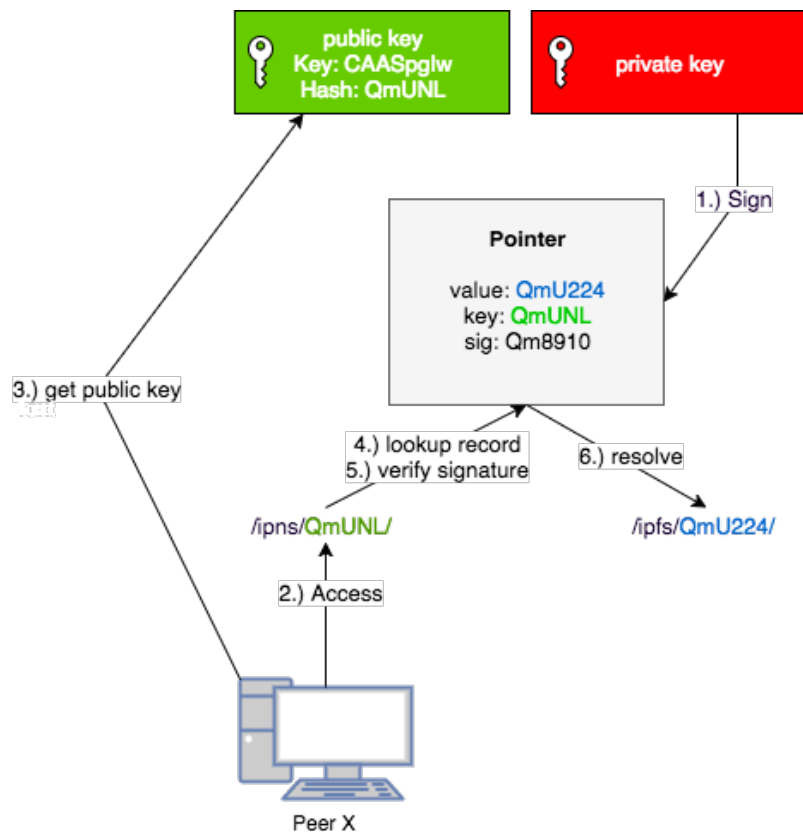 public key
Key: CAASpglw
Hash: QmUNL
private key
1.) Sign
Pointer
value: QmU224
key: QmUNL
sig: Qm8910
3.) get public key
4.) lookup record
5.) verify signature
6.) resolve
/ipns/QmUNL/
/ipfs/QmU224/
2.) Access
Peer X